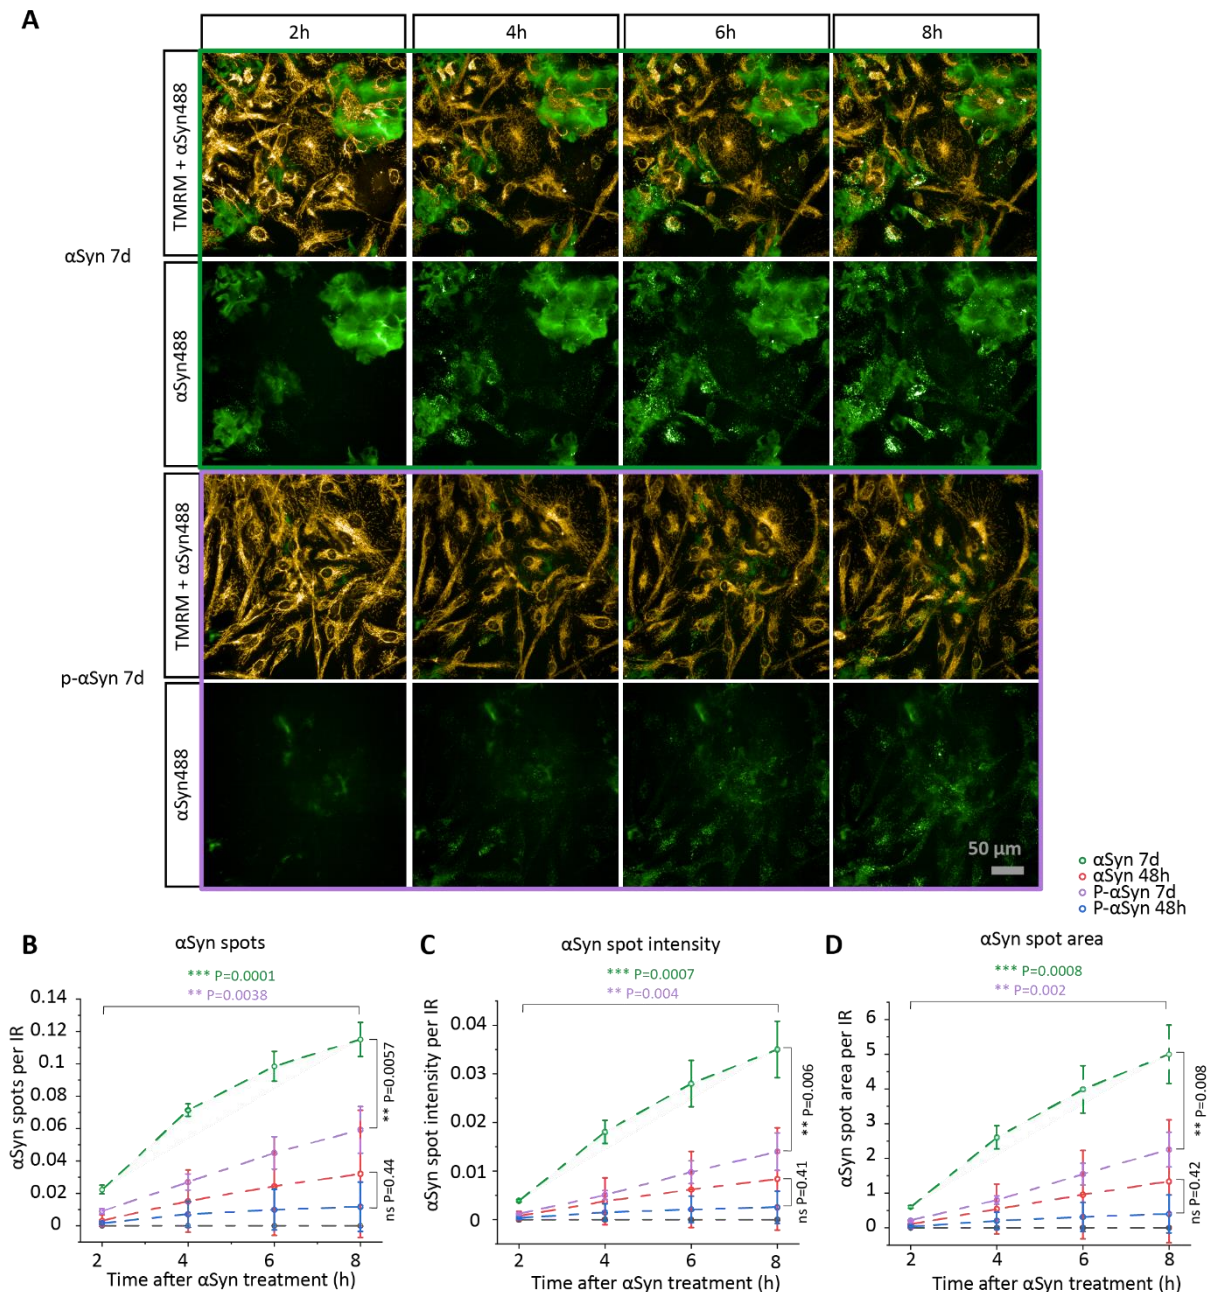 A
2h 4h 6h 8h
αSyn 7d
TMRM + αSyn488
αSyn488
p-αSyn 7d
TMRM + αSyn488
αSyn488
50 µm
αSyn 7d
αSyn 48h
P-αSyn 7d
P-αSyn 48h
B
αSyn spots
*** P=0.0001
** P=0.0038
αSyn spots per IR
0.14
0.12
0.1
0.08
0.06
0.04
0.02
0
** P=0.0057
ns P=0.44
2 4 6 8
Time after αSyn treatment (h)
C
αSyn spot intensity
*** P=0.0007
** P=0.004
αSyn spot intensity per IR
0.04
0.03
0.02
0.01
0
** P=0.006
ns P=0.41
2 4 6 8
Time after αSyn treatment (h)
D
αSyn spot area
*** P=0.0008
** P=0.002
αSyn spot area per IR
6
5
4
3
2
1
0
** P=0.008
ns P=0.42
2 4 6 8
Time after αSyn treatment (h)